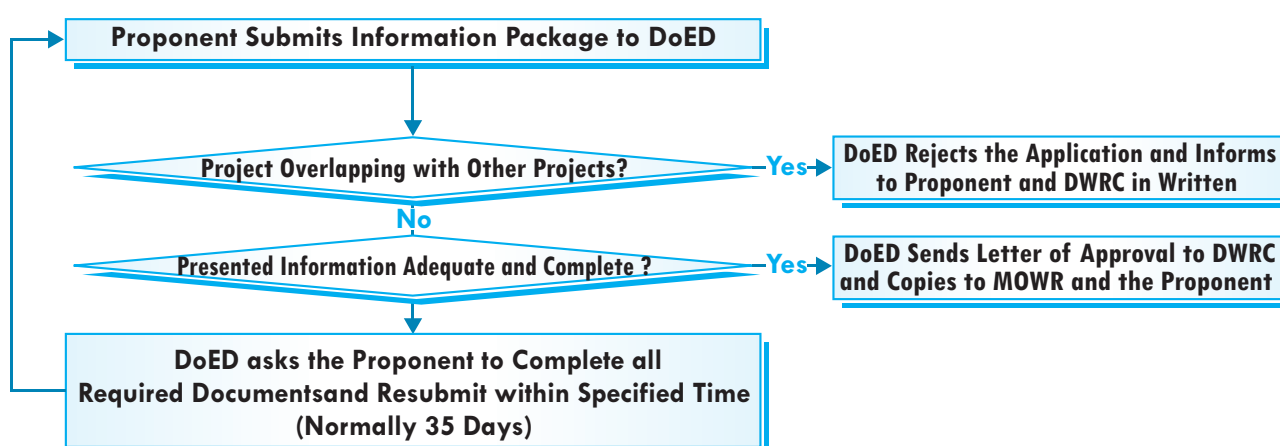 Proponent Submits Information Package to DoED
Project Overlapping with Other Projects?
Yes
DoED Rejects the Application and Informs
to Proponent and DWRC in Written
No
Presented Information Adequate and Complete ?
Yes
DoED Sends Letter of Approval to DWRC
and Copies to MOWR and the Proponent
DoED asks the Proponent to Complete all
Required Documentsand Resubmit within Specified Time
(Normally 35 Days)